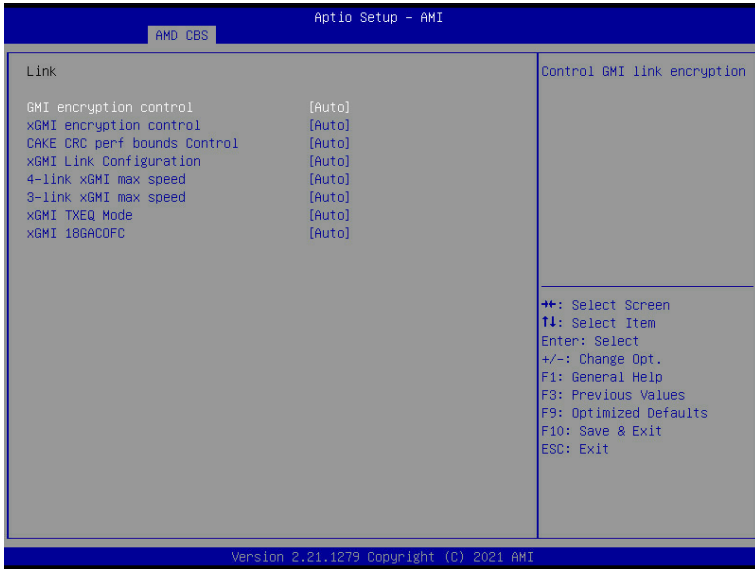 Aptio Setup – AMI
AMD CBS
Link
GMI encryption control [Auto]
xGMI encryption control [Auto]
CAKE CRC perf bounds Control [Auto]
xGMI Link Configuration [Auto]
4-link xGMI max speed [Auto]
3-link xGMI max speed [Auto]
xGMI TXEQ Mode [Auto]
xGMI 18GACOFC [Auto]
Control GMI link encryption
→←: Select Screen
↑↓: Select Item
Enter: Select
+/-: Change Opt.
F1: General Help
F3: Previous Values
F9: Optimized Defaults
F10: Save & Exit
ESC: Exit
Version 2.21.1279 Copyright (C) 2021 AMI